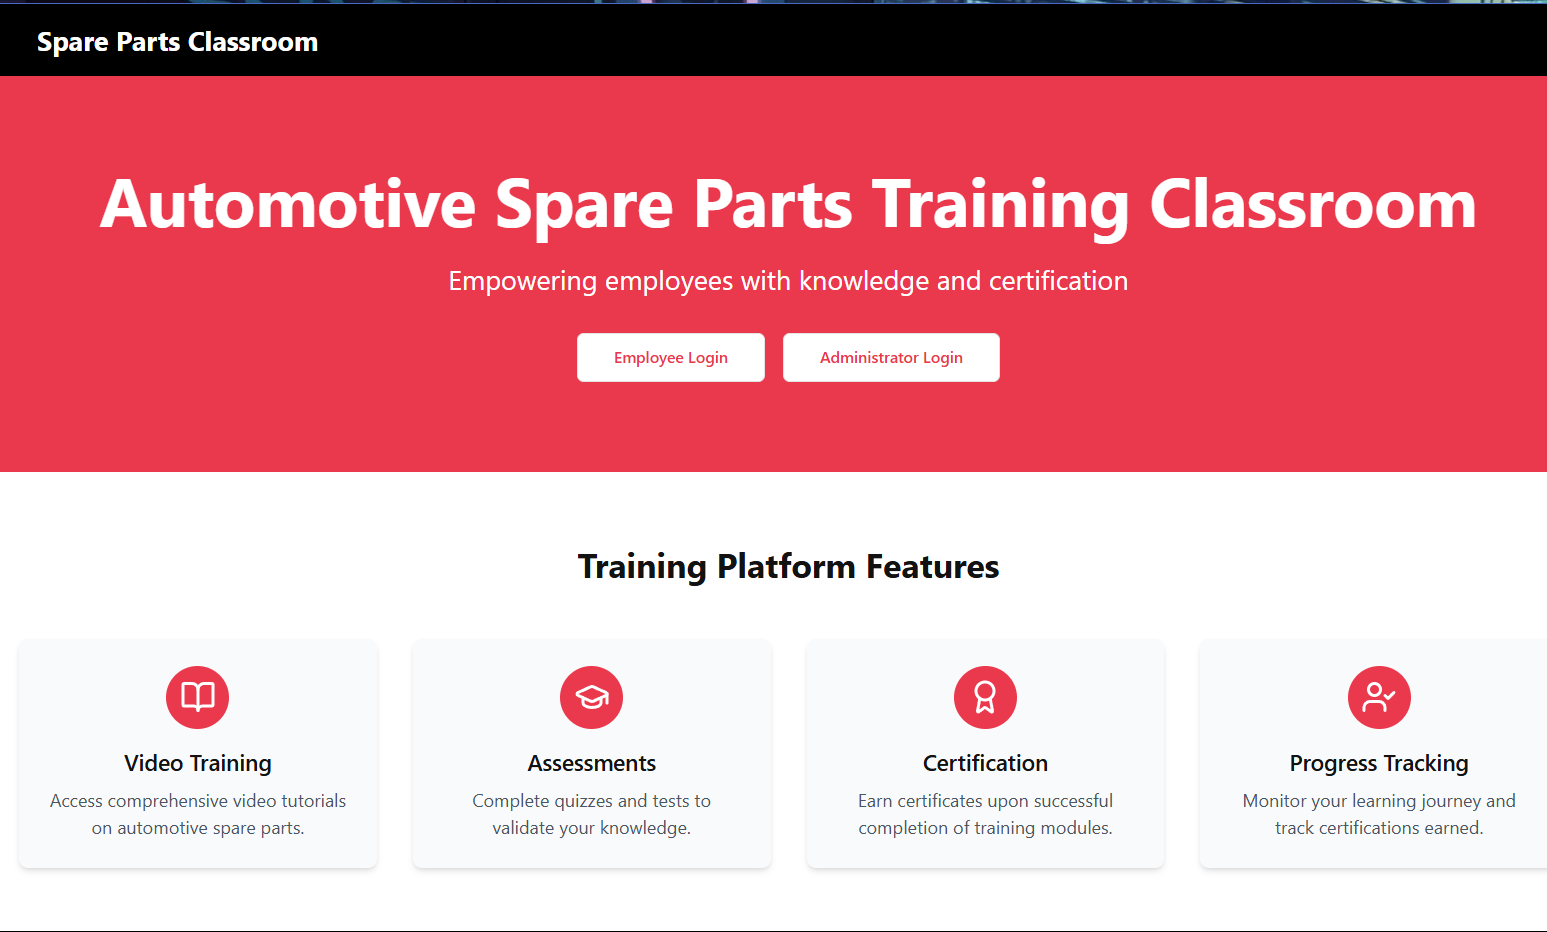 Spare Parts Classroom
Automotive Spare Parts Training Classroom
Empowering employees with knowledge and certification
Employee Login
Administrator Login
Training Platform Features
Video Training
Access comprehensive video tutorials
on automotive spare parts.
Assessments
Complete quizzes and tests to
validate your knowledge.
Certification
Earn certificates upon successful
completion of training modules.
Progress Tracking
Monitor your learning journey and
track certifications earned.